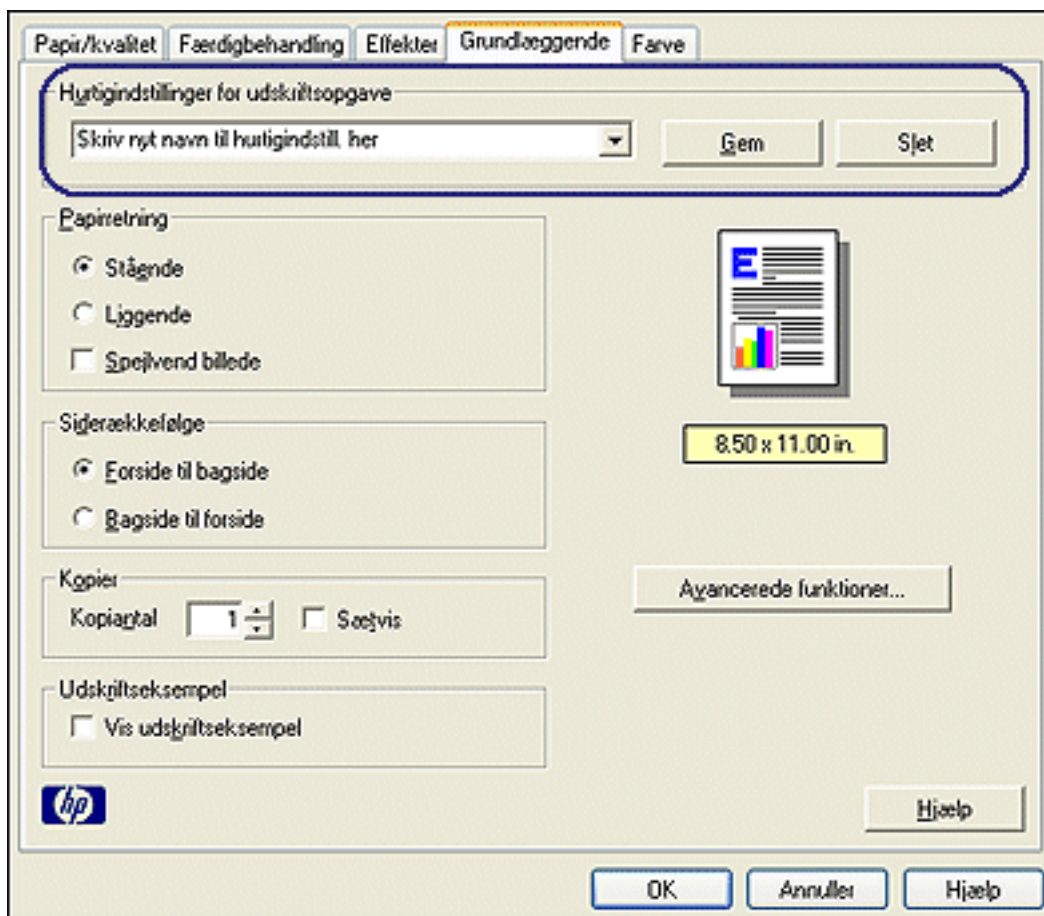 Papir/kvalitet Færdigbehandling Effekter Grundlæggende Farve
Hurtigindstillinger for udskriftsopgave
Skriv nyt navn til hurtigindstill. her Gem Slet
Papirretning
Stående
Liggende
Spejlvend billede
E
8.50 x 11.00 in.
Siderækkefølge
Forside til bagside
Bagside til forside
Avancerede funktioner...
Kopier
Kopiantal 1 Sætvis
Udskriftseksempel
Vis udskriftseksempel
hp
Hjælp
OK Annuller Hjælp